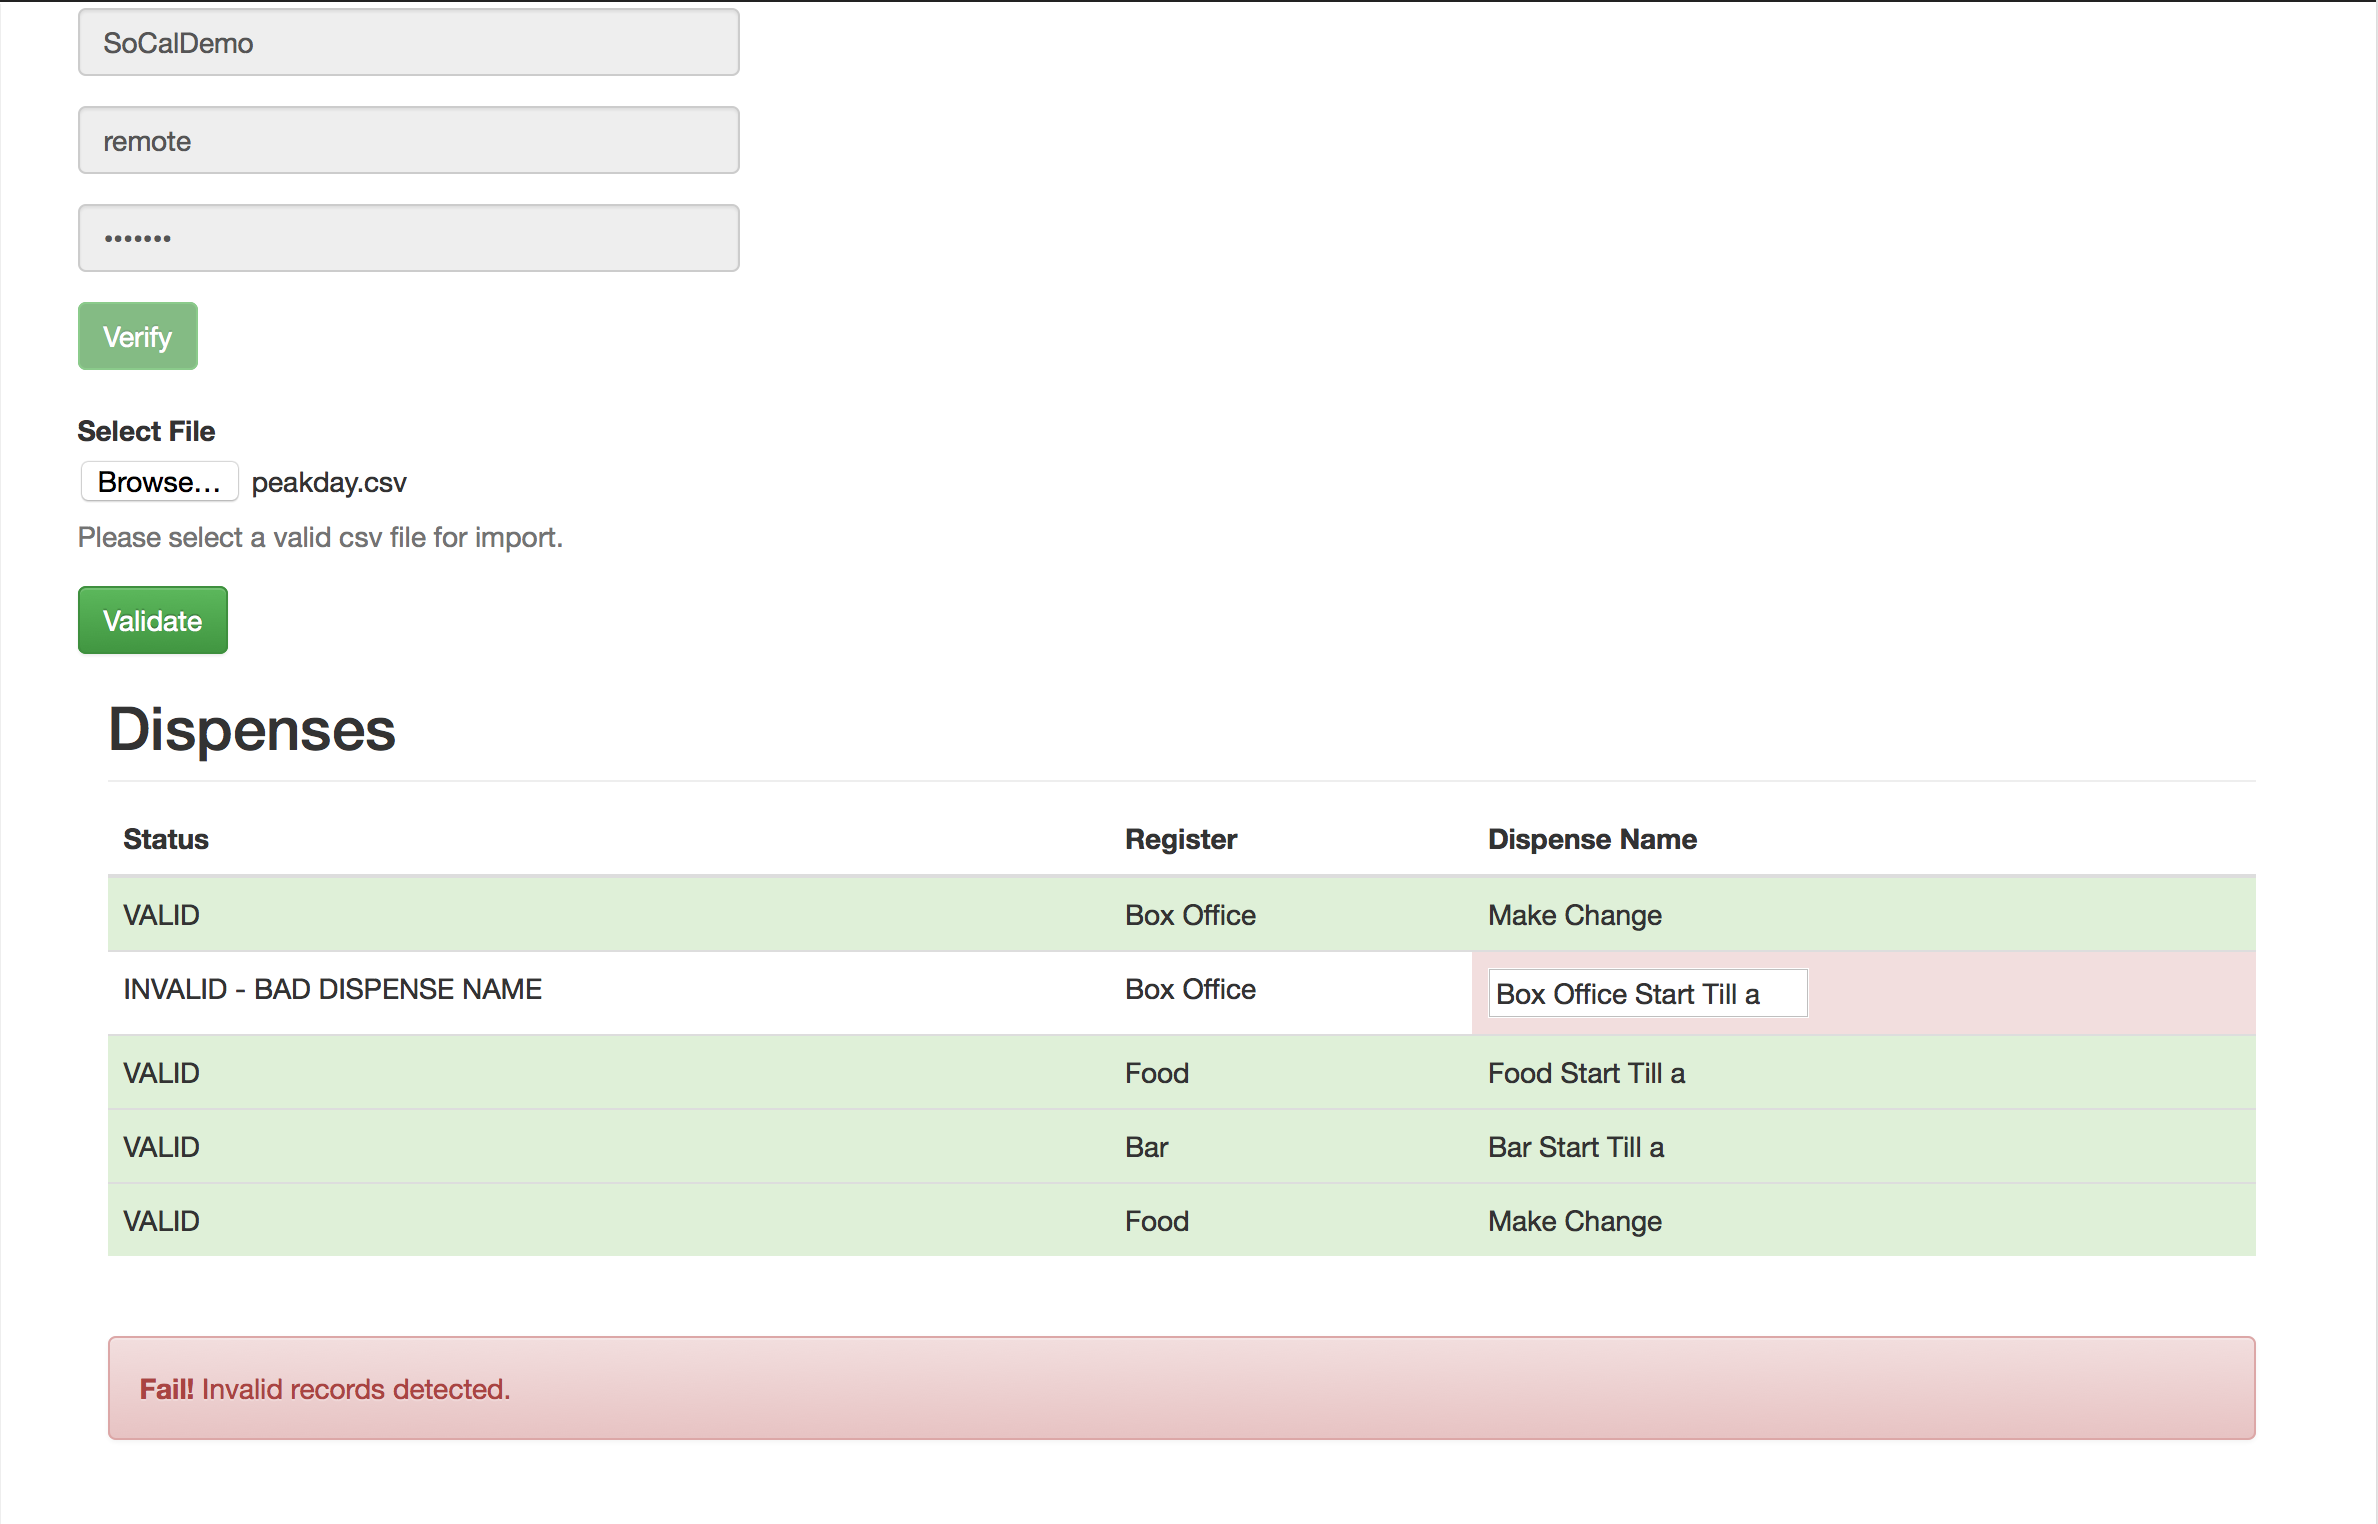 SoCalDemo
remote
•••••••
Verify
Select File
Browse... peakday.csv
Please select a valid csv file for import.
Validate
Dispenses
Status Register Dispense Name
VALID Box Office Make Change
INVALID - BAD DISPENSE NAME Box Office Box Office Start Till a
VALID Food Food Start Till a
VALID Bar Bar Start Till a
VALID Food Make Change
Fail! Invalid records detected.